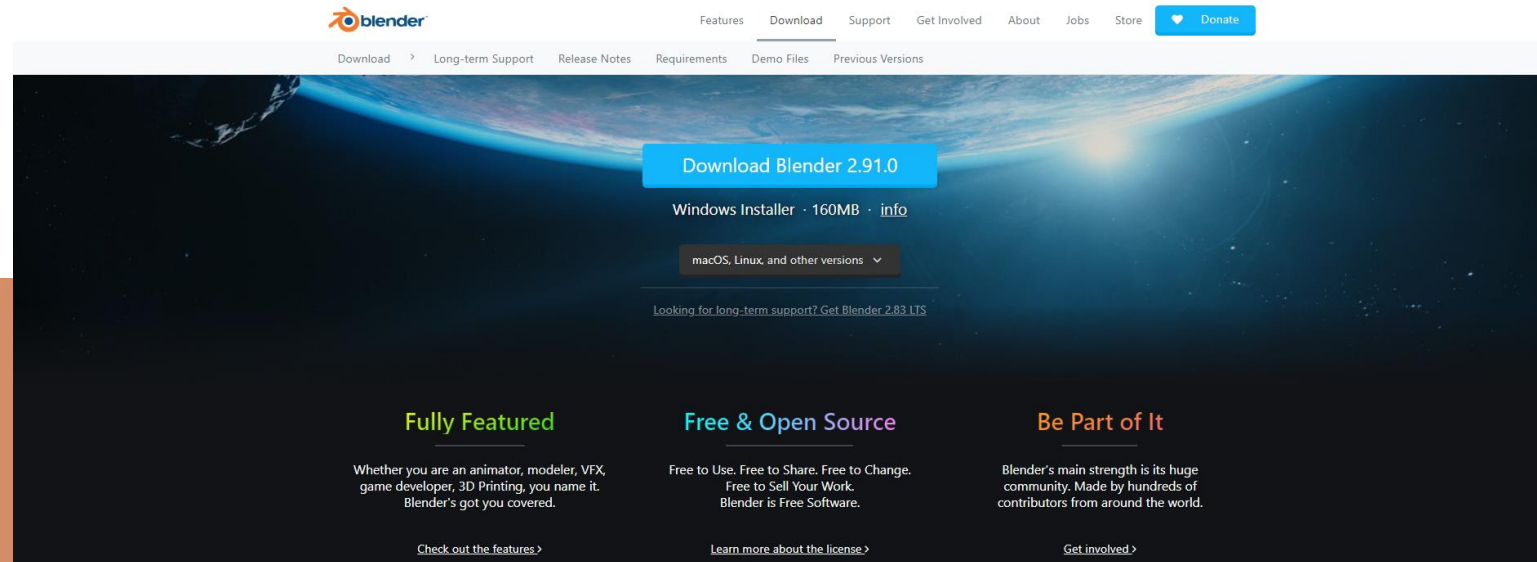 blender
Features Download Support Get Involved About Jobs Store Donate
Download > Long-term Support Release Notes Requirements Demo Files Previous Versions
Download Blender 2.91.0
Windows Installer · 160MB · info
macOS, Linux, and other versions
Looking for long-term support? Get Blender 2.83 LTS
Fully Featured
Whether you are an animator, modeler, VFX,
game developer, 3D Printing, you name it.
Blender's got you covered.
Check out the features >
Free & Open Source
Free to Use. Free to Share. Free to Change.
Free to Sell Your Work.
Blender is Free Software.
Learn more about the license >
Be Part of It
Blender's main strength is its huge
community. Made by hundreds of
contributors from around the world.
Get involved >